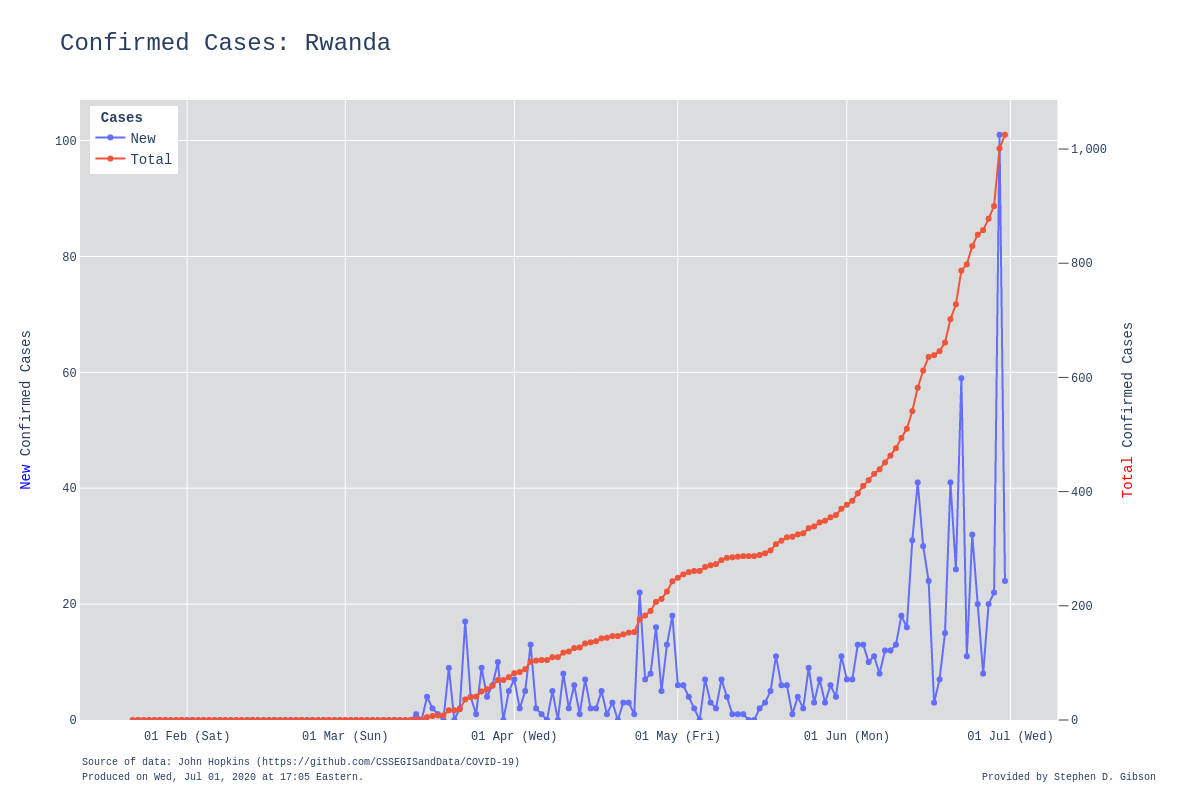 Confirmed Cases: Rwanda
Cases
New
Total
100
80
60
40
20
0
1,000
800
600
400
200
0
New Confirmed Cases
Total Confirmed Cases
01 Feb (Sat)
01 Mar (Sun)
01 Apr (Wed)
01 May (Fri)
01 Jun (Mon)
01 Jul (Wed)
Source of data: John Hopkins (https://github.com/CSSEGISandData/COVID-19)
Produced on Wed, Jul 01, 2020 at 17:05 Eastern.
Provided by Stephen D. Gibson